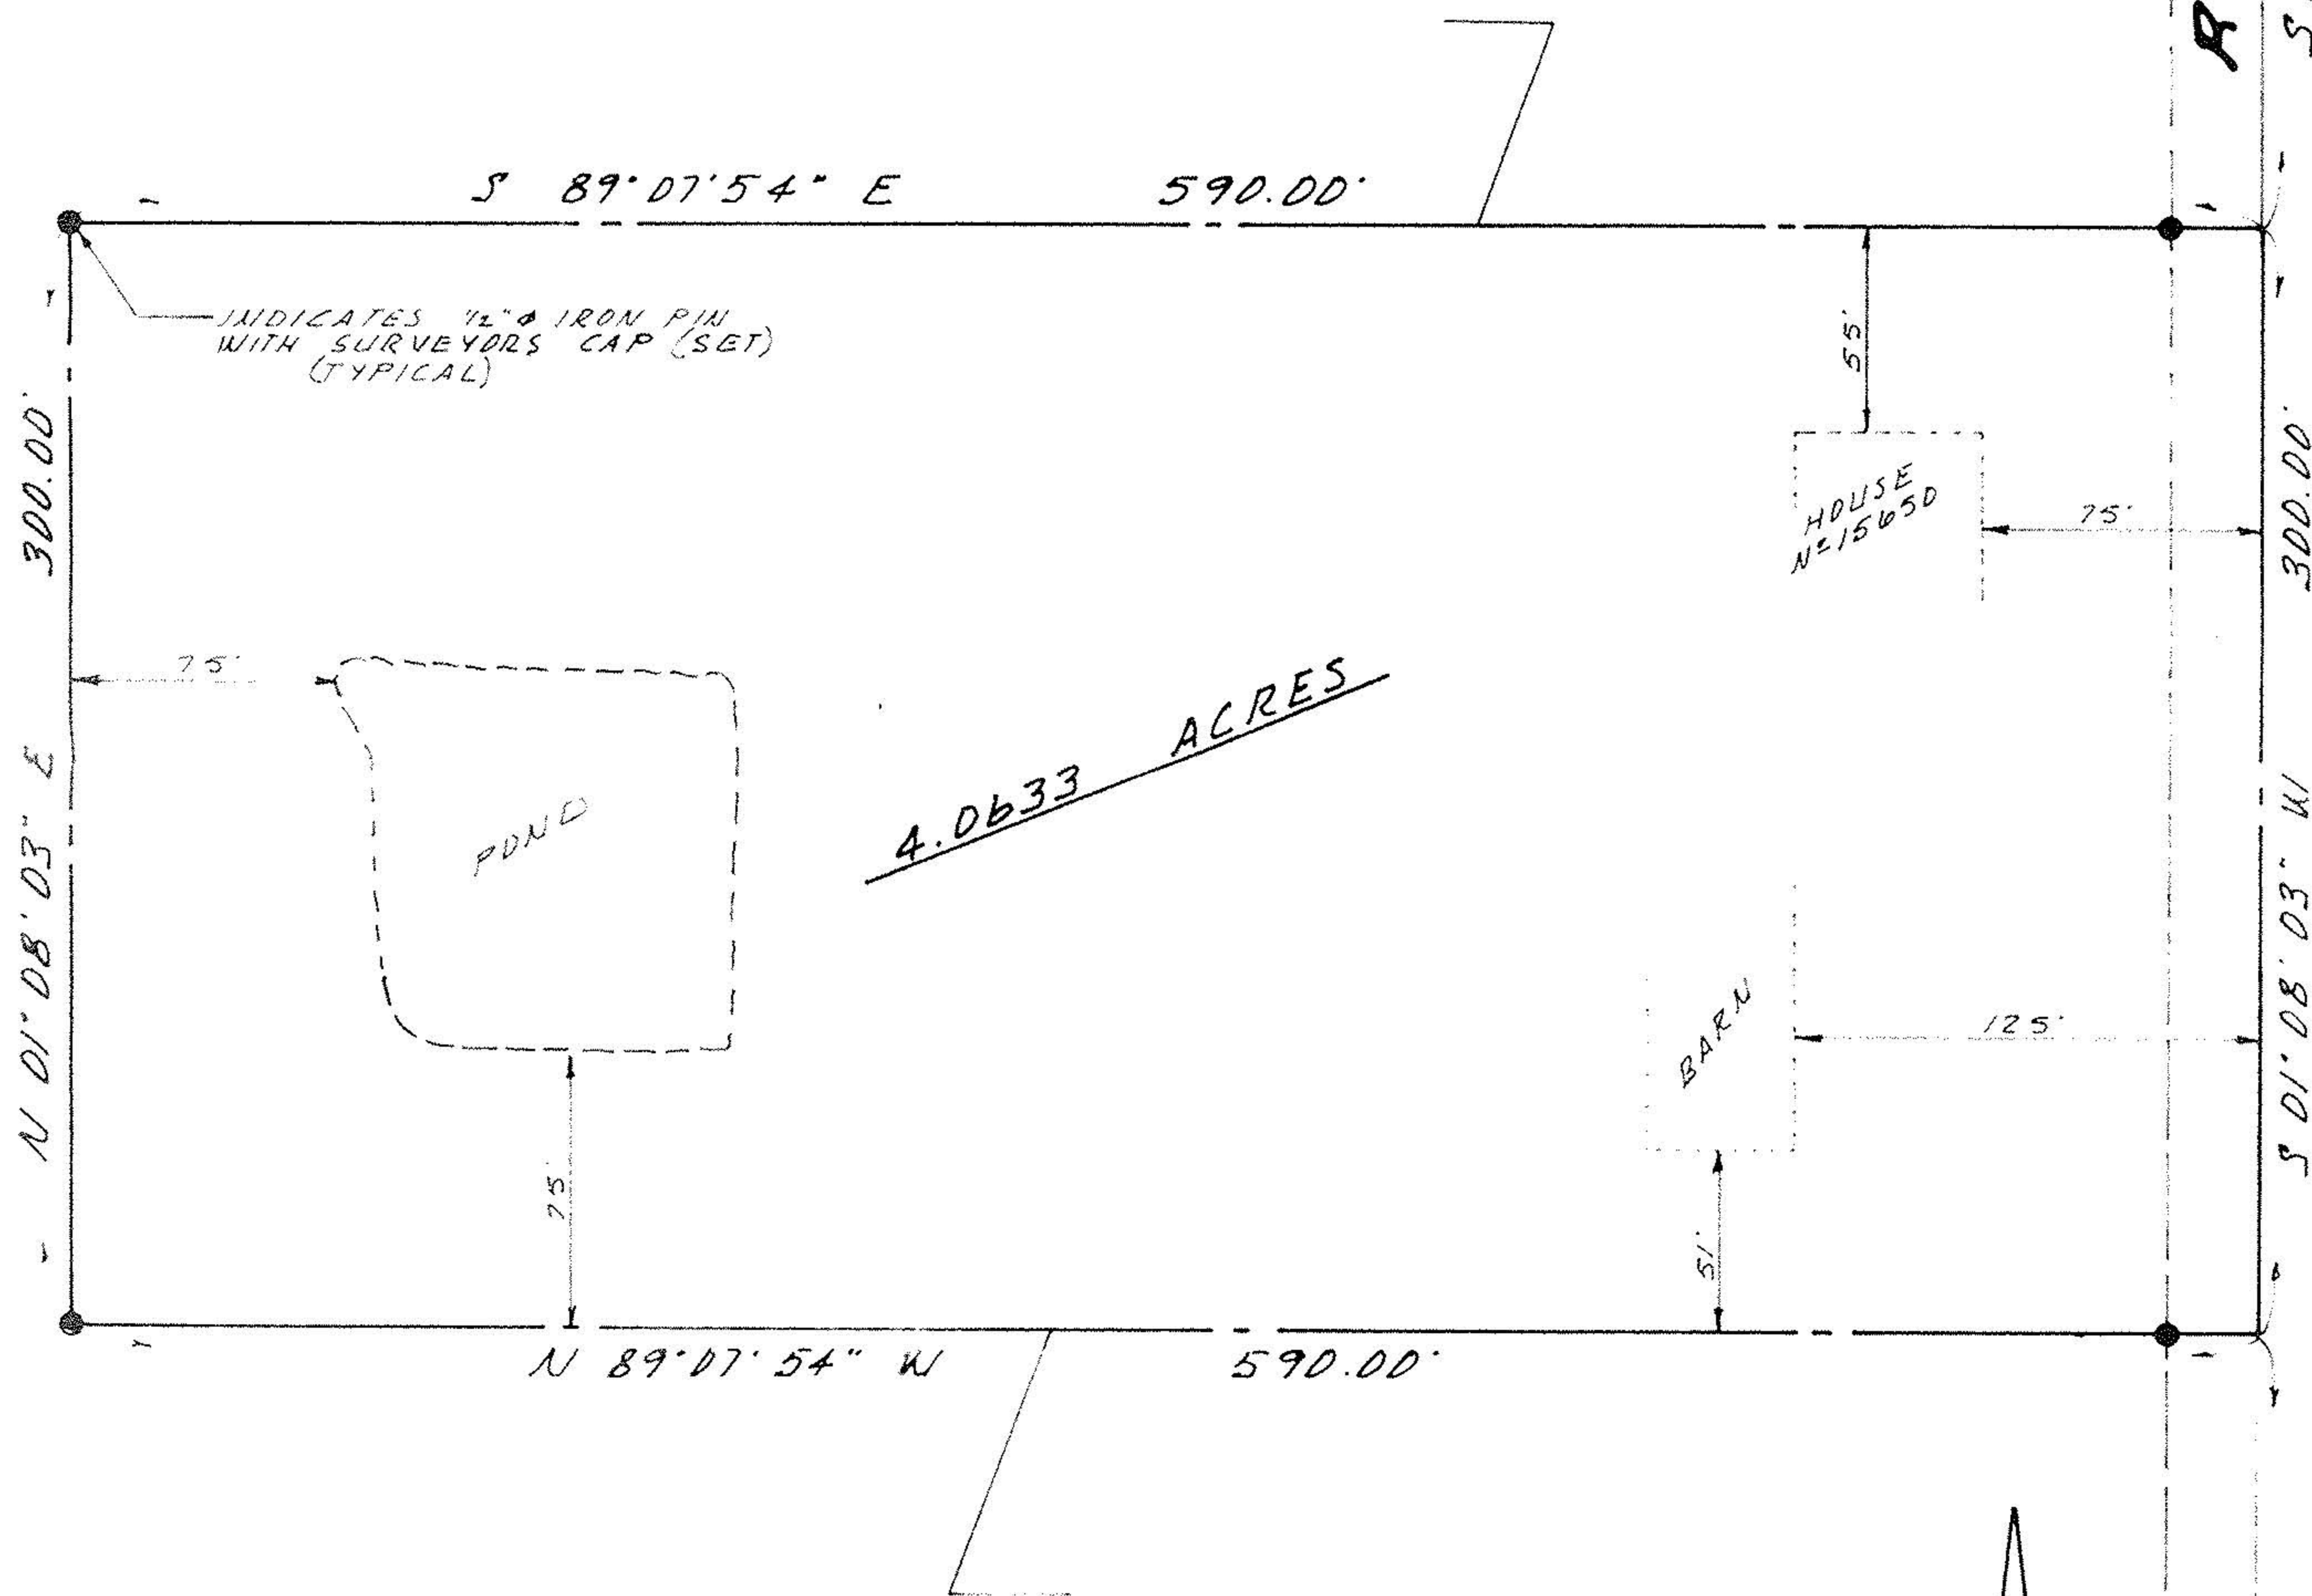 S 89° 07' 54" E 590.00'
INDICATES 1/2" ⌀ IRON PIN
WITH SURVEYORS CAP (SET)
(TYPICAL)
300.00'
N 01° 08' 03" E
55'
HOUSE
Nº 15650
75'
300.00'
S 01° 08' 03" W
75'
POND
4.0633 ACRES
BARN
125'
75'
51'
N 89° 07' 54" W 590.00'